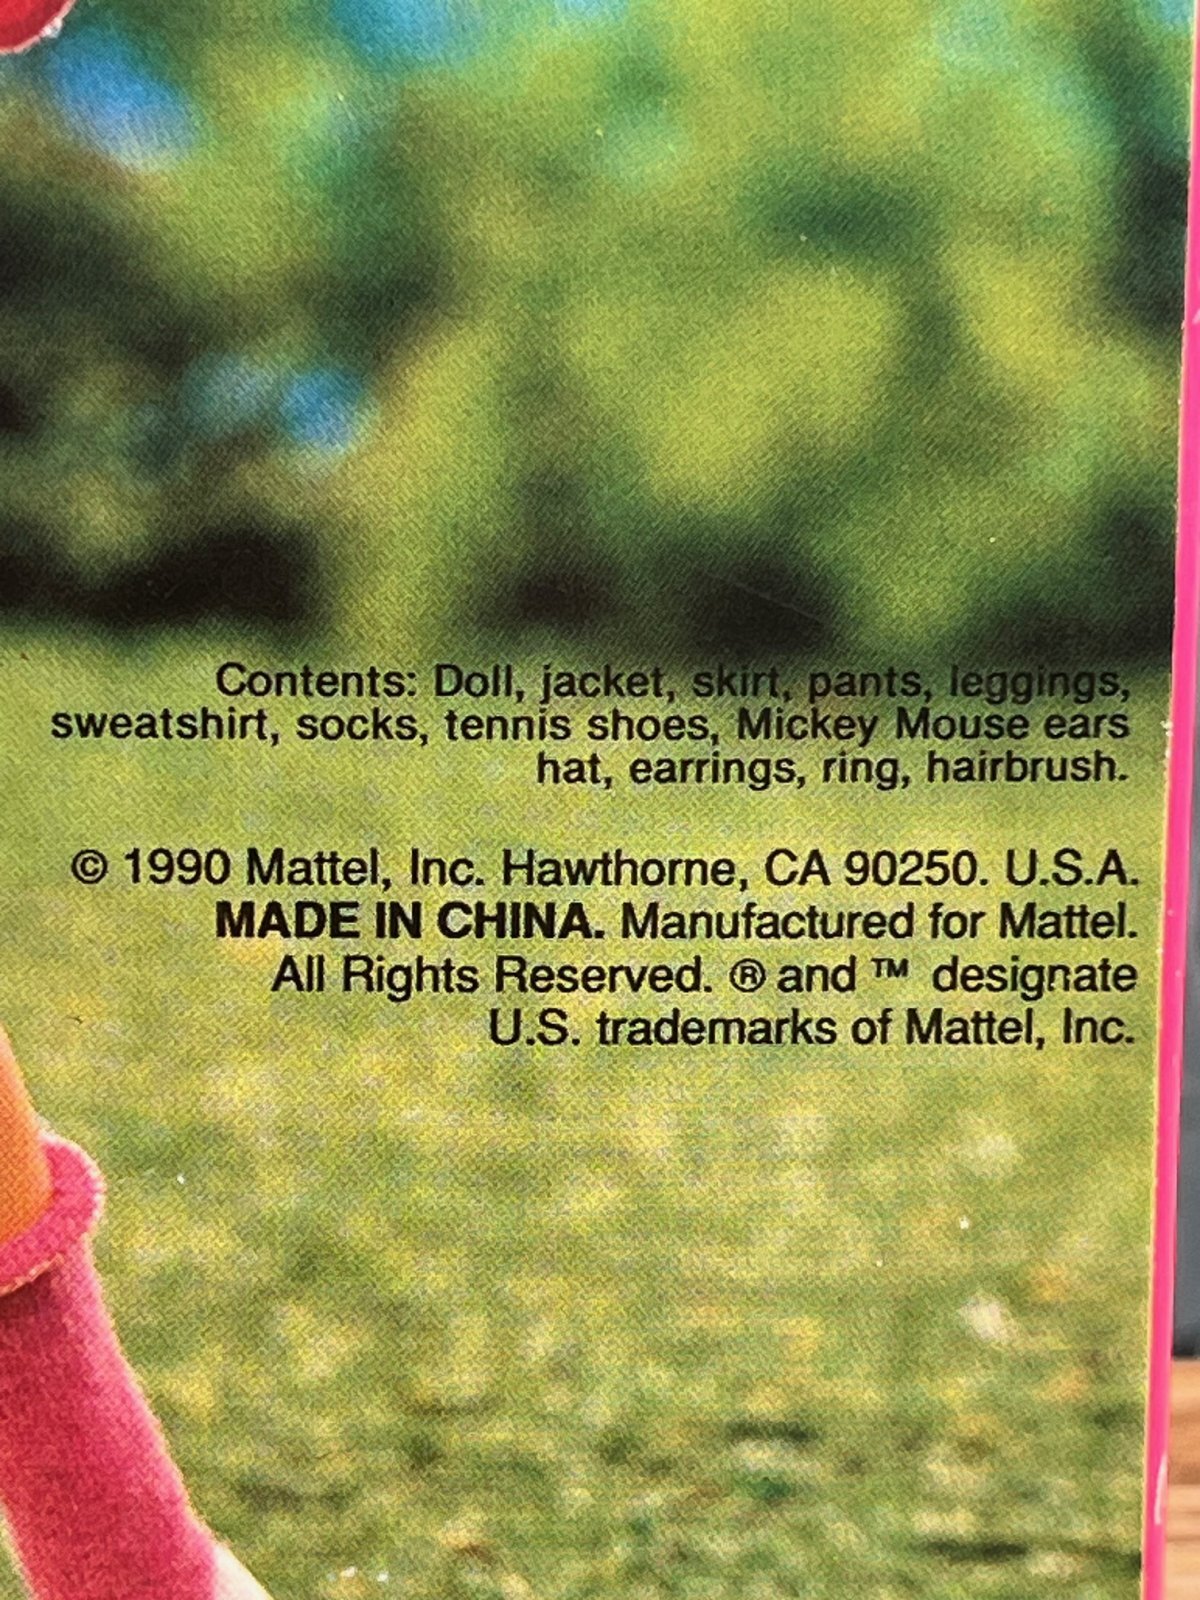 Contents: Doll, jacket, skirt, pants, leggings,
sweatshirt, socks, tennis shoes, Mickey Mouse ears
hat, earrings, ring, hairbrush.
© 1990 Mattel, Inc. Hawthorne, CA 90250. U.S.A.
MADE IN CHINA. Manufactured for Mattel.
All Rights Reserved. ® and ™ designate
U.S. trademarks of Mattel, Inc.